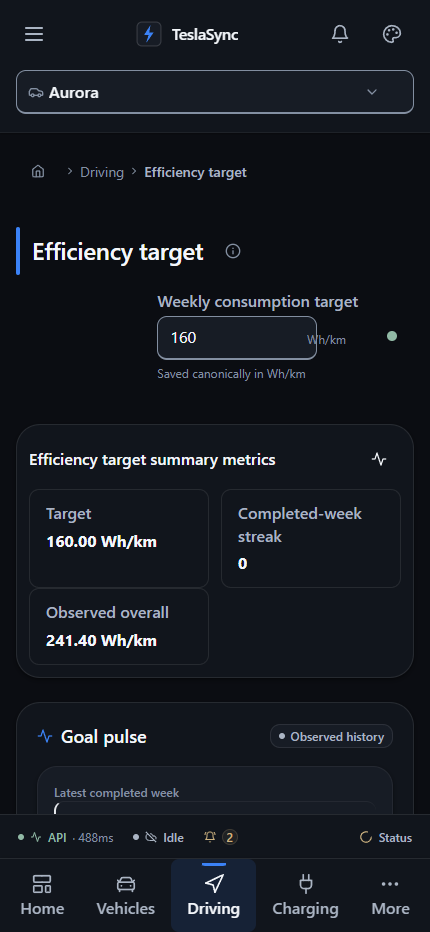 TeslaSync
Aurora
Driving
Efficiency target
Efficiency target
Weekly consumption target
160
Wh/km
Saved canonically in Wh/km
Efficiency target summary metrics
Target
160.00 Wh/km
Completed-week
streak
0
Observed overall
241.40 Wh/km
Goal pulse
Observed history
Latest completed week
API · 488ms
Idle
2
Status
Home
Vehicles
Driving
Charging
More